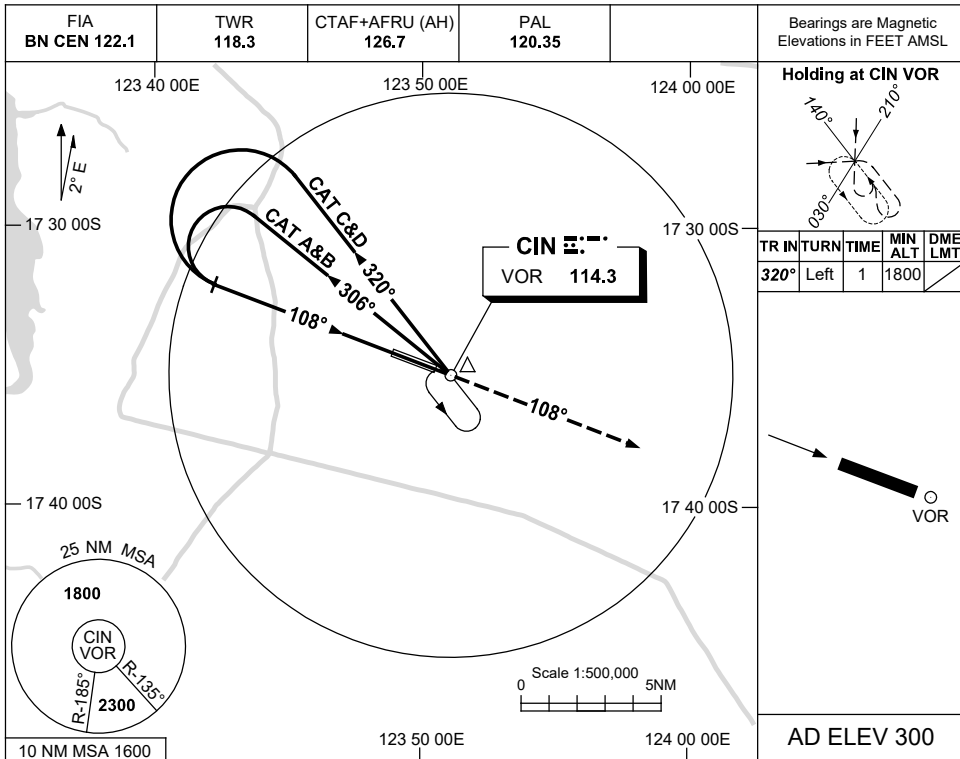 FIA
BN CEN 122.1
TWR
118.3
CTAF+AFRU (AH)
126.7
PAL
120.35
Bearings are Magnetic
Elevations in FEET AMSL
123 40 00E
123 50 00E
124 00 00E
2° E
17 30 00S
17 30 00S
CAT C&D
CAT A&B
320°
306°
108°
108°
CIN
VOR 114.3
17 40 00S
17 40 00S
25 NM MSA
1800
CIN
VOR
R-185°
R-135°
2300
10 NM MSA 1600
Scale 1:500,000
0 5NM
123 50 00E
124 00 00E
Holding at CIN VOR
140°
210°
030°
TR IN TURN TIME MIN ALT DME LMT
320° Left 1 1800
VOR
AD ELEV 300